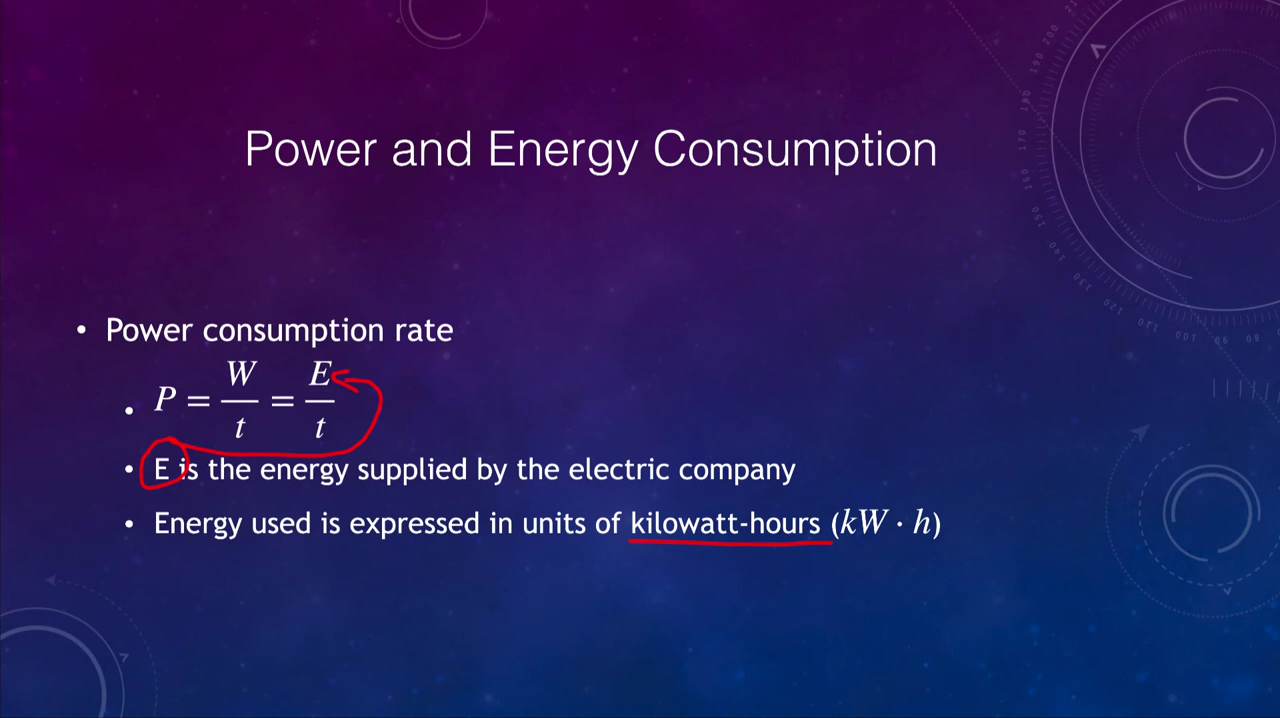 Power and Energy Consumption
• Power consumption rate
• P = W/t = E/t
• E is the energy supplied by the electric company
• Energy used is expressed in units of kilowatt-hours (kW · h)